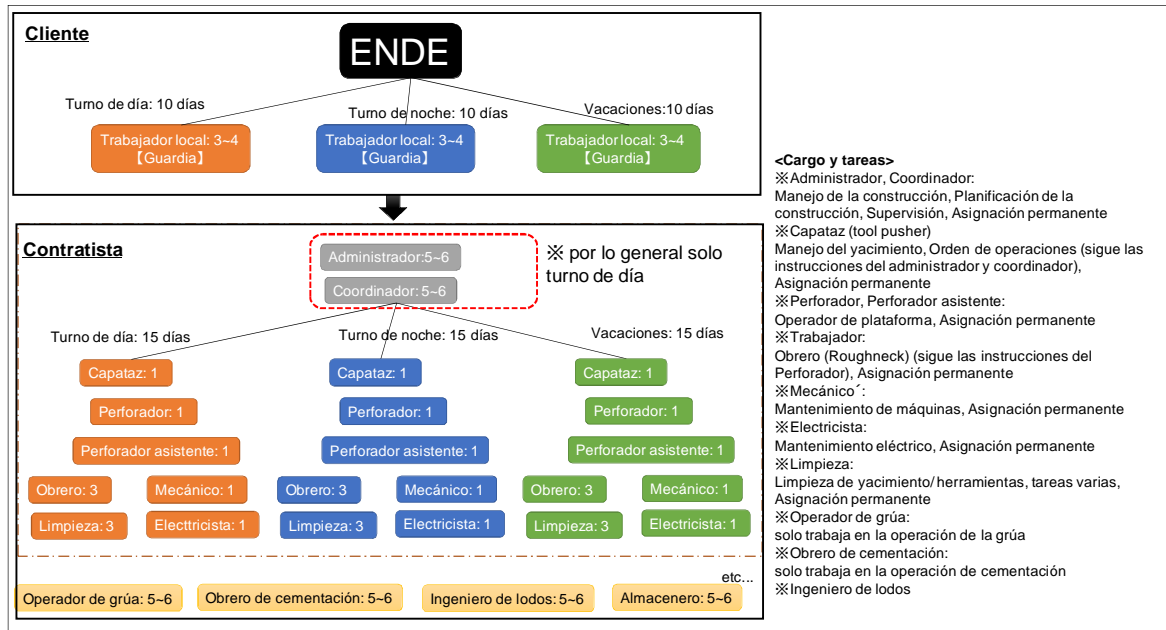 Cliente
ENDE
Turno de día: 10 días
Turno de noche: 10 días
Vacaciones:10 días
Trabajador local: 3~4
【Guardia】
Trabajador local: 3~4
【Guardia】
Trabajador local: 3~4
【Guardia】
Contratista
Administrador:5~6
Coordinador: 5~6
※ por lo general solo
turno de día
Turno de día: 15 días
Turno de noche: 15 días
Vacaciones: 15 días
Capataz: 1
Capataz: 1
Capataz: 1
Perforador: 1
Perforador: 1
Perforador: 1
Perforador asistente: 1
Perforador asistente: 1
Perforador asistente: 1
Obrero: 3
Mecánico: 1
Obrero: 3
Mecánico: 1
Obrero: 3
Mecánico: 1
Limpieza: 3
Electtricista: 1
Limpieza: 3
Electricista: 1
Limpieza: 3
Electricista: 1
etc...
Operador de grúa: 5~6
Obrero de cementación: 5~6
Ingeniero de lodos: 5~6
Almacenero: 5~6
<Cargo y tareas>
※Administrador, Coordinador:
Manejo de la construcción, Planificación de la
construcción, Supervisión, Asignación permanente
※Capataz (tool pusher)
Manejo del yacimiento, Orden de operaciones (sigue las
instrucciones del administrador y coordinador),
Asignación permanente
※Perforador, Perforador asistente:
Operador de plataforma, Asignación permanente
※Trabajador:
Obrero (Roughneck) (sigue las instrucciones del
Perforador), Asignación permanente
※Mecánico´:
Mantenimiento de máquinas, Asignación permanente
※Electricista:
Mantenimiento eléctrico, Asignación permanente
※Limpieza:
Limpieza de yacimiento/herramientas, tareas varias,
Asignación permanente
※Operador de grúa:
solo trabaja en la operación de la grúa
※Obrero de cementación:
solo trabaja en la operación de cementación
※Ingeniero de lodos